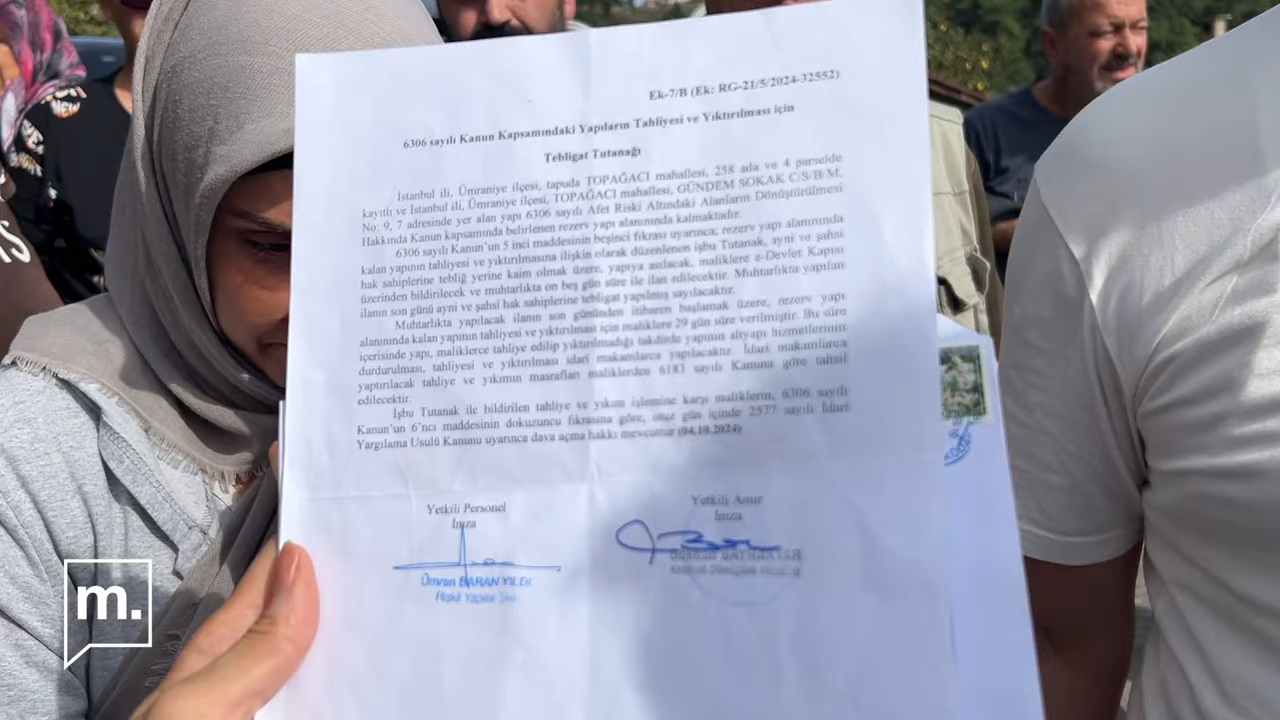 Ek-7/B (Ek: RG-21/5/2024-32552)
6306 sayılı Kanun Kapsamındaki Yapıların Tahliyesi ve Yıktırılması için
Tebligat Tutanağı
İstanbul ili, Ümraniye ilçesi, tapuda TOPAĞACI mahallesi, 258 ada ve 4 parselde
kayıtlı ve İstanbul ili, Ümraniye ilçesi, TOPAĞACI mahallesi, GÜNDEM SOKAK C/S/B/M,
No: 9, 7 adresinde yer alan yapı 6306 sayılı Afet Riski Altındaki Alanların Dönüştürülmesi
Hakkında Kanun kapsamında belirlenen rezerv yapı alanınında kalmaktadır.
6306 sayılı Kanun'un 5 inci maddesinin beşinci fıkrası uyarınca; rezerv yapı alanınında
kalan yapının tahliyesi ve yıktırılmasına ilişkin olarak düzenlenen işbu Tutanak, ayni ve şahsi
hak sahiplerine tebliğ yerine kaim olmak üzere, yapıya asılacak, maliklere e-Devlet Kapısı
üzerinden bildirilecek ve muhtarlıkta on beş gün süre ile ilan edilecektir. Muhtarlıkta yapılan
ilanın son günü ayni ve şahsi hak sahiplerine tebligat yapılmış sayılacaktır.
Muhtarlıkta yapılacak ilanın son gününden itibaren başlamak üzere, rezerv yapı
alanınında kalan yapının tahliyesi ve yıktırılması için maliklere 29 gün süre verilmiştir. Bu süre
içerisinde yapı, maliklerce tahliye edilip yıktırılmadığı takdirde yapının altyapı hizmetlerinin
durdurulması, tahliyesi ve yıktırılması idari makamlarca yapılacaktır. İdari makamlarca
yaptırılacak tahliye ve yıkımın masrafları maliklerden 6183 sayılı Kanuna göre tahsil
edilecektir.
İşbu Tutanak ile bildirilen tahliye ve yıkım işlemine karşı maliklerin, 6306 sayılı
Kanun'un 6'ncı maddesinin dokuzuncu fıkrasına göre, otuz gün içinde 2577 sayılı İdari
Yargılama Usulü Kanunu uyarınca dava açma hakkı mevcuttur (04.10.2024)
Yetkili Personel
İmza
Yetkili Amir
İmza
Ümran BARAN
Riskli Yapılar
BAYRAKTAR
m.
NEW